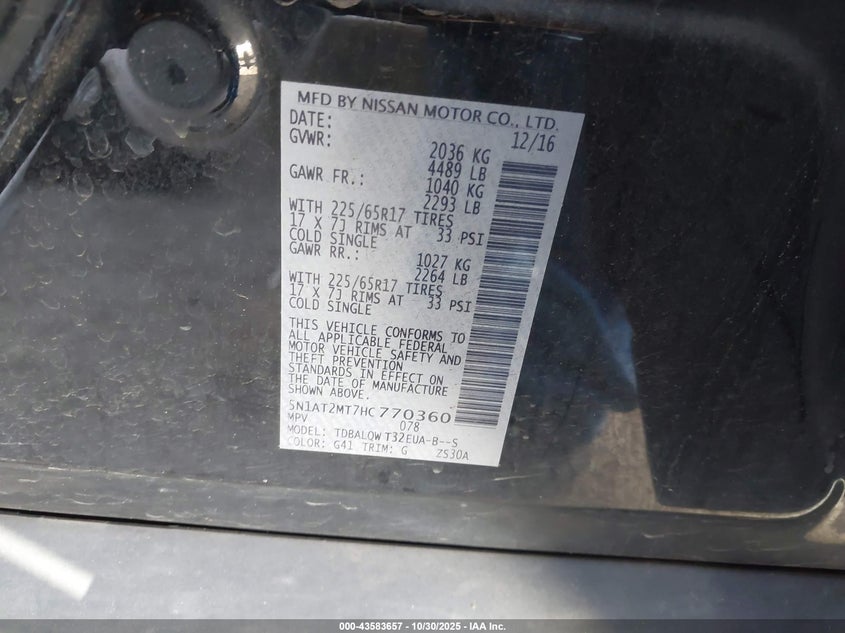 MFD BY NISSAN MOTOR CO., LTD.
DATE: 12/16
GVWR: 2036 KG
4489 LB
GAWR FR.: 1040 KG
2293 LB
WITH 225/65R17 TIRES
17 X 7J RIMS AT 33 PSI
COLD SINGLE
GAWR RR.: 1027 KG
2264 LB
WITH 225/65R17 TIRES
17 X 7J RIMS AT 33 PSI
COLD SINGLE
THIS VEHICLE CONFORMS TO
ALL APPLICABLE FEDERAL
MOTOR VEHICLE SAFETY AND
THEFT PREVENTION
STANDARDS IN EFFECT ON
THE DATE OF MANUFACTURE
SHOWN ABOVE.
5N1AT2MT7HC770360
MPV 078
MODEL: TDBALQW T32EUA-B--S
COLOR: G41 TRIM: G ZS30A
000-43583657 - 10/30/2025 - IAA Inc.